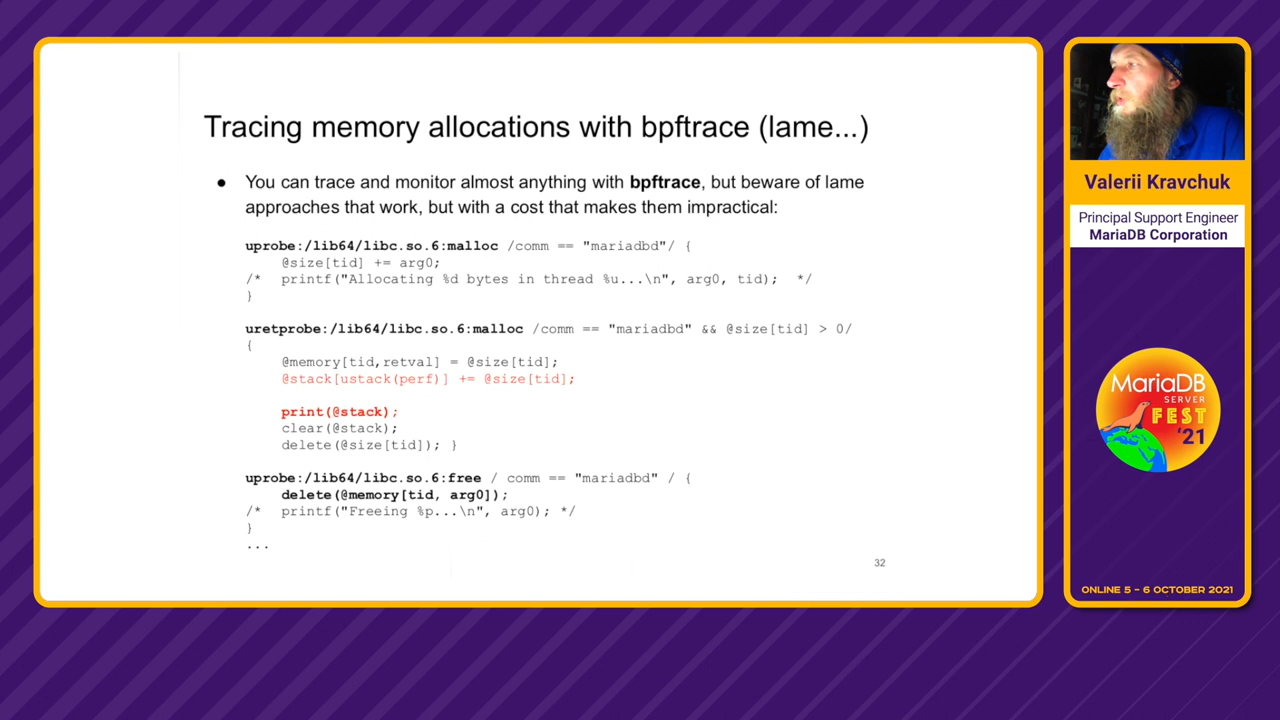 Tracing memory allocations with bpftrace (lame...)
● You can trace and monitor almost anything with bpftrace, but beware of lame
approaches that work, but with a cost that makes them impractical:
uprobe:/lib64/libc.so.6:malloc /comm == "mariadbd"/ {
@size[tid] += arg0;
/* printf("Allocating %d bytes in thread %u...\n", arg0, tid); */
}
uretprobe:/lib64/libc.so.6:malloc /comm == "mariadbd" && @size[tid] > 0/
{
@memory[tid,retval] = @size[tid];
@stack[ustack(perf)] += @size[tid];
print(@stack);
clear(@stack);
delete(@size[tid]); }
uprobe:/lib64/libc.so.6:free / comm == "mariadbd" / {
delete(@memory[tid, arg0]);
/* printf("Freeing %p...\n", arg0); */
}
...
32
Valerii Kravchuk
Principal Support Engineer
MariaDB Corporation
MariaDB
SERVER
FEST
'21
ONLINE 5 - 6 OCTOBER 2021